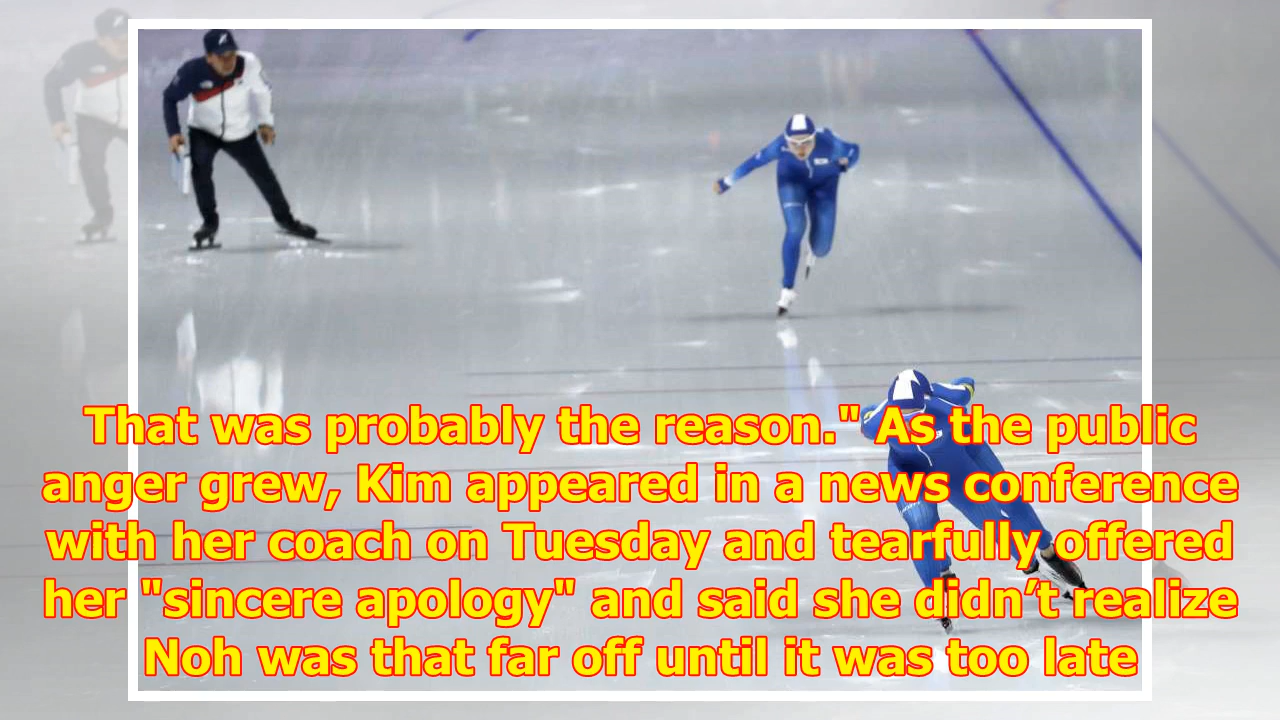 That was probably the reason." As the public
anger grew, Kim appeared in a news conference
with her coach on Tuesday and tearfully offered
her "sincere apology" and said she didn’t realize
Noh was that far off until it was too late